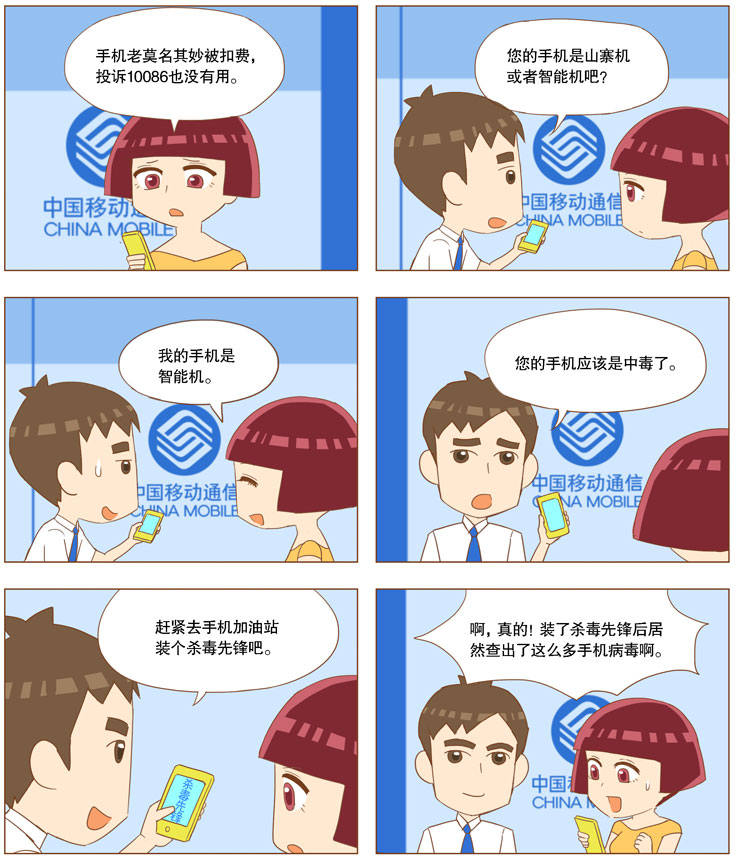 手机老莫名其妙被扣费，
投诉10086也没有用。
中国移动通
CHINA MOBILE
您的手机是山寨机
或者智能机吧？
中国移动通信
CHINA MOBILE
我的手机是
智能机。
中国移动通信
CHINA MOBILE
您的手机应该是中毒了。
中国移动通信
CHINA MOBILE
赶紧去手机加油站
装个杀毒先锋吧。
杀毒先锋
啊，真的！装了杀毒先锋后居
然查出了这么多手机病毒啊。
中国移
CHINA M